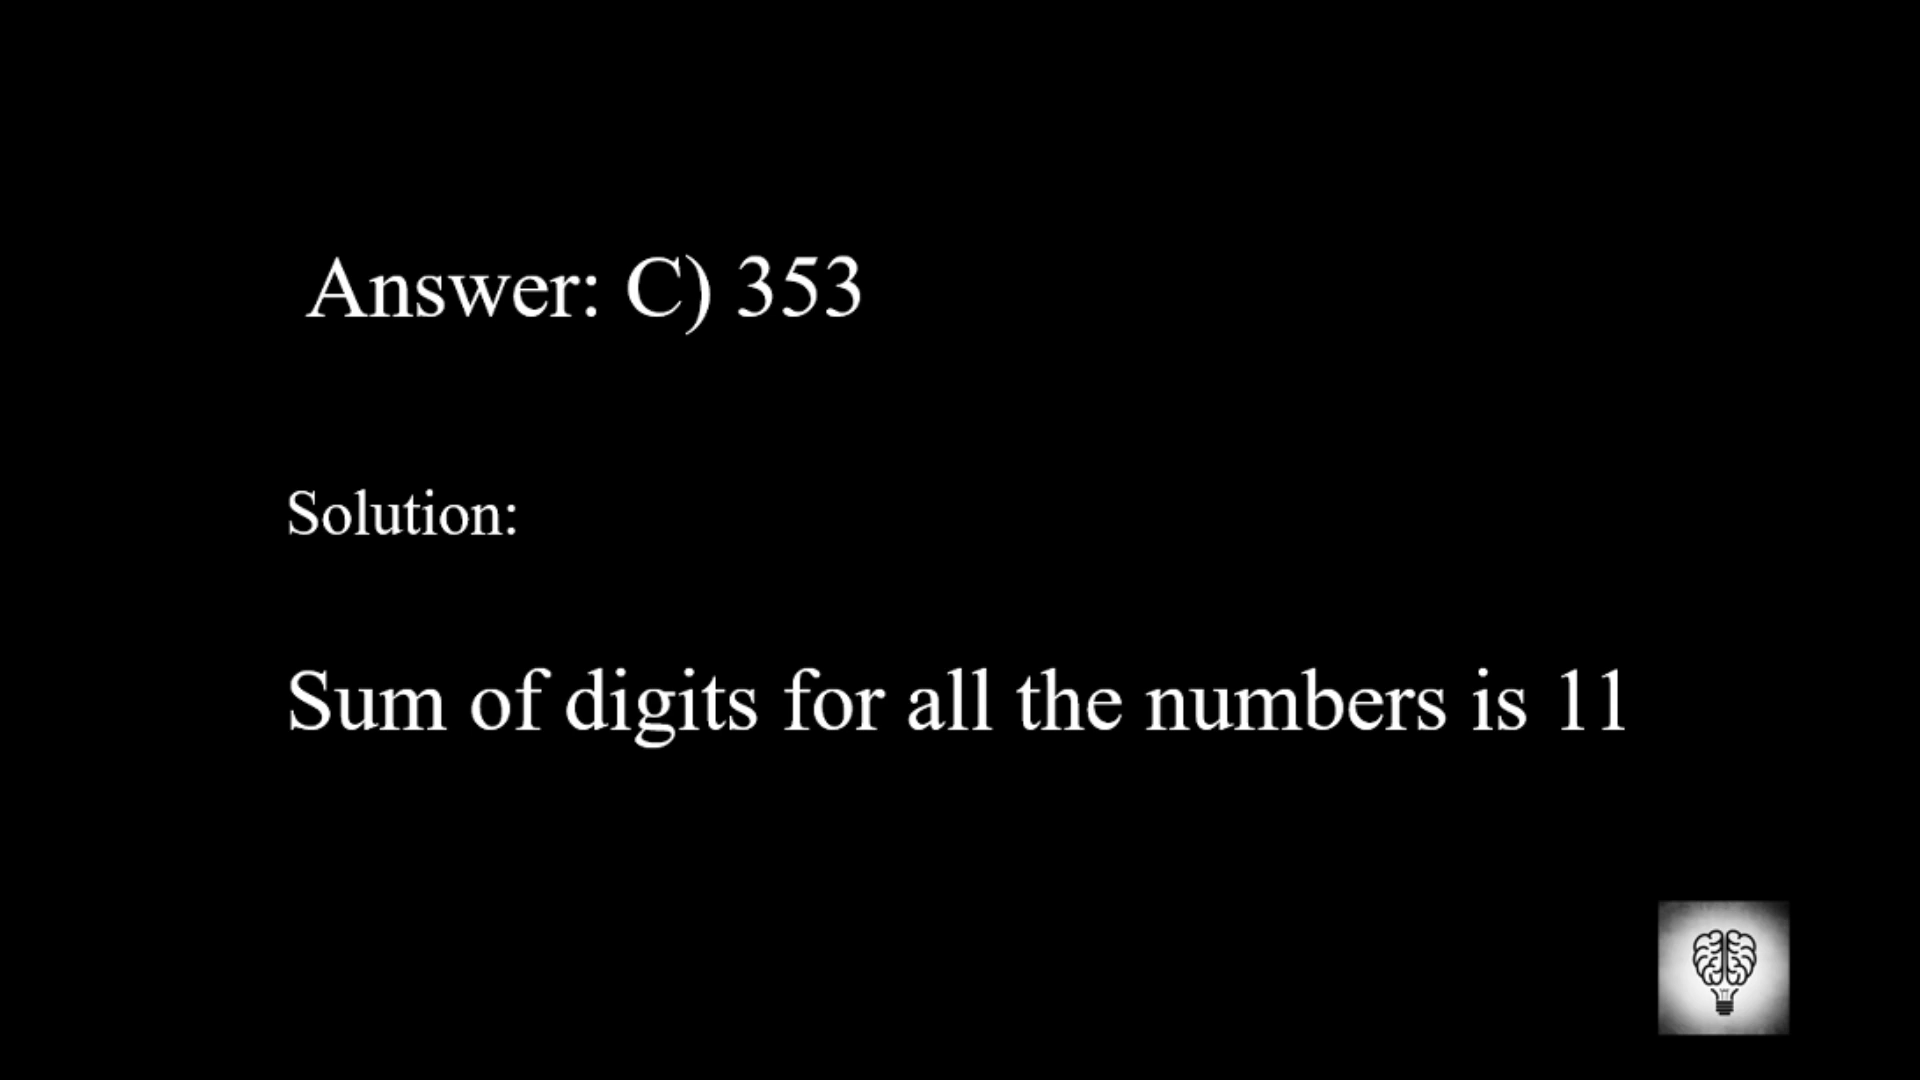 Answer: C) 353
Solution:
Sum of digits for all the numbers is 11